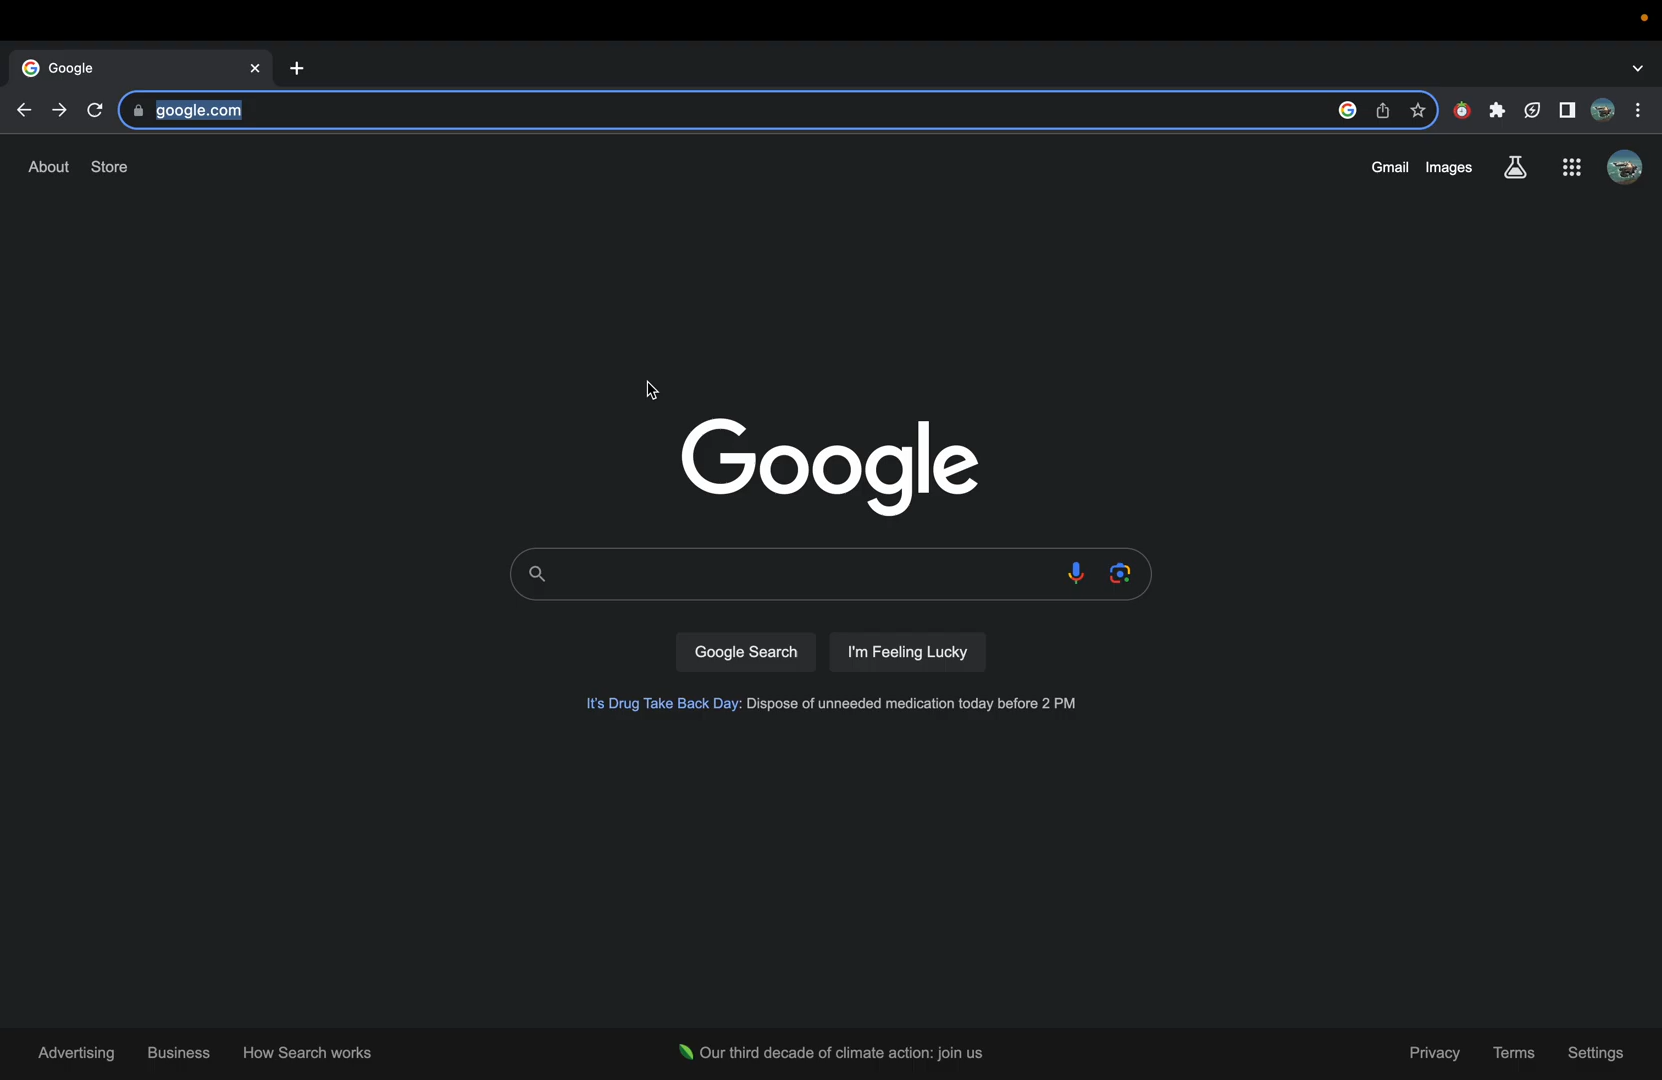 Google
google.com
About Store Gmail Images
Google
Google Search I'm Feeling Lucky
It's Drug Take Back Day: Dispose of unneeded medication today before 2 PM
Advertising Business How Search works Our third decade of climate action: join us Privacy Terms Settings